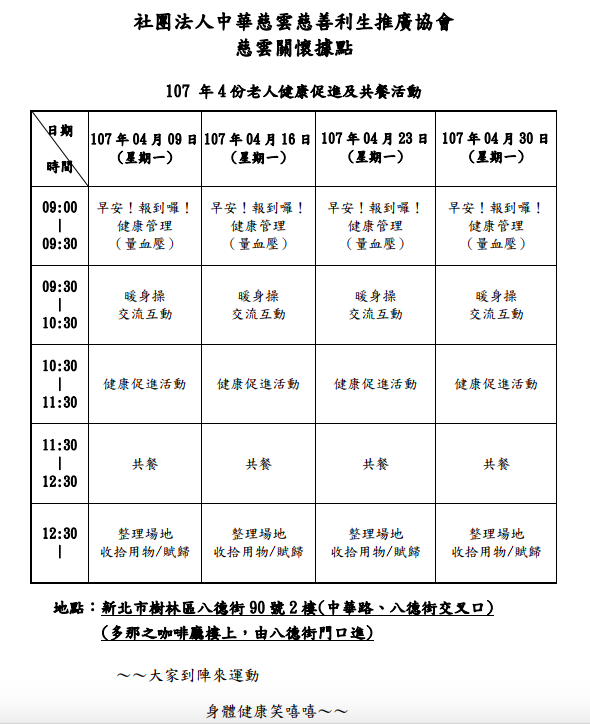 社團法人中華慈雲慈善利生推廣協會
慈雲關懷據點
107 年 4 份老人健康促進及共餐活動
日期
時間
107 年 04 月 09 日 107 年 04 月 16 日 107 年 04 月 23 日 107 年 04 月 30 日
(星期一) (星期一) (星期一) (星期一)
09:00
|
09:30
早安！報到囉！ 早安！報到囉！ 早安！報到囉！ 早安！報到囉！
健康管理 健康管理 健康管理 健康管理
（量血壓） （量血壓） （量血壓） （量血壓）
09:30
|
10:30
暖身操 暖身操 暖身操 暖身操
交流互動 交流互動 交流互動 交流互動
10:30
|
11:30
健康促進活動 健康促進活動 健康促進活動 健康促進活動
11:30
|
12:30
共餐 共餐 共餐 共餐
12:30
|
整理場地 整理場地 整理場地 整理場地
收拾用物/賦歸 收拾用物/賦歸 收拾用物/賦歸 收拾用物/賦歸
地點：新北市樹林區八德街 90 號 2 樓(中華路、八德街交叉口)
(多那之咖啡廳樓上，由八德街門口進)
～～大家到陣來運動
身體健康笑嘻嘻～～